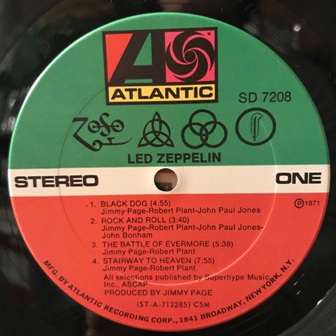 ATLANTIC
SD 7208
ZoSo
LED ZEPPELIN
STEREO
ONE
1. BLACK DOG (4:55)
Jimmy Page-Robert Plant-John Paul Jones
2. ROCK AND ROLL (3:40)
Jimmy Page-Robert Plant-John Paul Jones-
John Bonham
3. THE BATTLE OF EVERMORE (5:38)
Jimmy Page-Robert Plant
4. STAIRWAY TO HEAVEN (7:55)
Jimmy Page-Robert Plant
All selections published by Superhype Music,
Inc., ASCAP
PRODUCED BY JIMMY PAGE
℗ 1971
(ST-A-712285) CSM
MFG. BY ATLANTIC RECORDING CORP., 1841 BROADWAY, NEW YORK, N.Y.